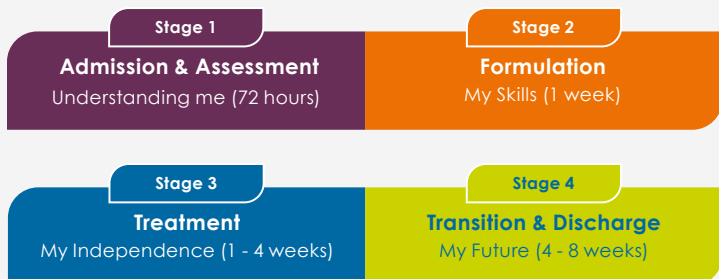 Stage 1
Admission & Assessment
Understanding me (72 hours)
Stage 2
Formulation
My Skills (1 week)
Stage 3
Treatment
My Independence (1 - 4 weeks)
Stage 4
Transition & Discharge
My Future (4 - 8 weeks)